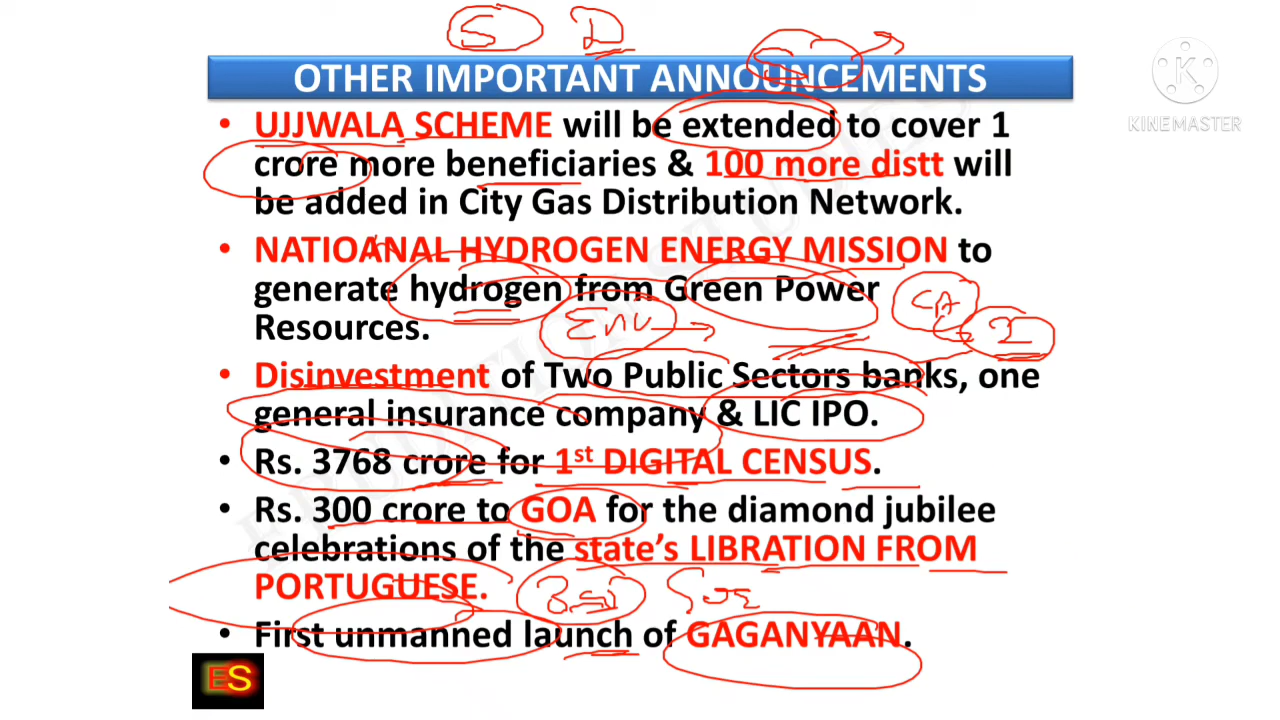 S D
KINEMASTER
OTHER IMPORTANT ANNOUNCEMENTS
• UJJWALA SCHEME will be extended to cover 1
crore more beneficiaries & 100 more distt will
be added in City Gas Distribution Network.
• NATIOANAL HYDROGEN ENERGY MISSION to
generate hydrogen from Green Power
Resources.
Env
• Disinvestment of Two Public Sectors banks, one
general insurance company & LIC IPO.
• Rs. 3768 crore for 1st DIGITAL CENSUS.
• Rs. 300 crore to GOA for the diamond jubilee
celebrations of the state's LIBRATION FROM
PORTUGUESE.
• First unmanned launch of GAGANYAAN.
ES